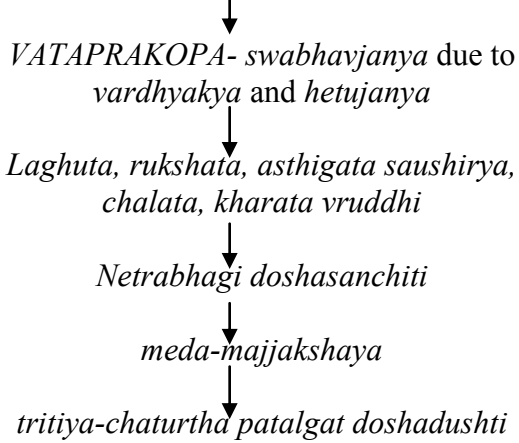 VATAPRAKOPA- swabhavjanya due to
vardhyakya and hetujanya
Laghuta, rukshata, asthigata saushirya,
chalata, kharata vruddhi
Netrabhagi doshasanchiti
meda-majjakshaya
tritiya-chaturtha patalgat doshadushti